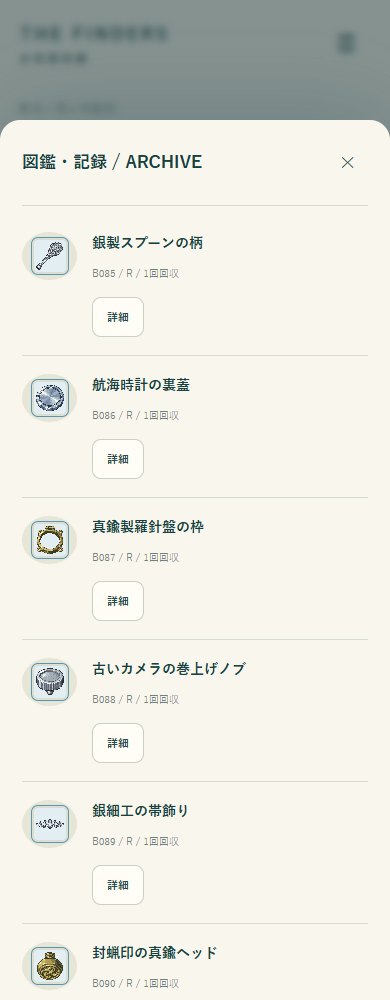 THE FINDERS
図鑑・記録 / ARCHIVE
銀製スプーンの柄
B085 / R / 1回回収
詳細
航海時計の裏蓋
B086 / R / 1回回収
詳細
真鍮製羅針盤の枠
B087 / R / 1回回収
詳細
古いカメラの巻上げノブ
B088 / R / 1回回収
詳細
銀細工の帯飾り
B089 / R / 1回回収
詳細
封蝋印の真鍮ヘッド
B090 / R / 1回回収